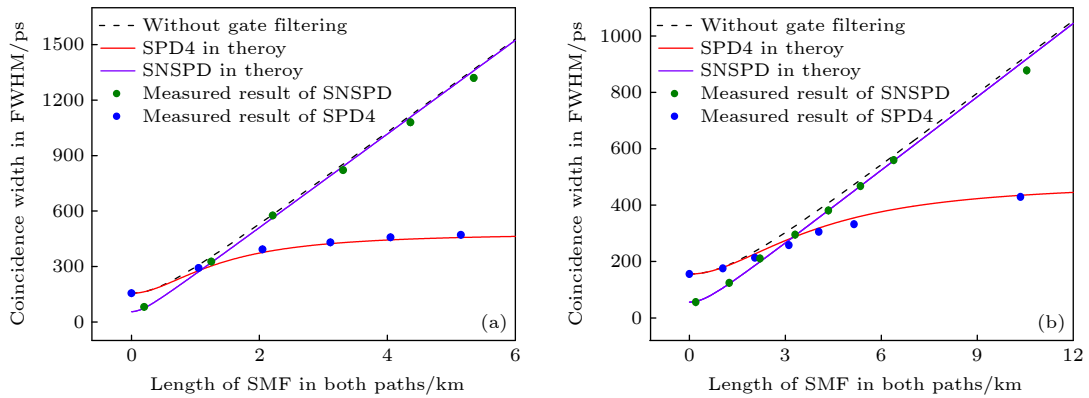 Coincidence width in FWHM/ps
1500
1200
900
600
300
0
Without gate filtering
SPD4 in theroy
SNSPD in theroy
Measured result of SNSPD
Measured result of SPD4
(a)
0 2 4 6
Length of SMF in both paths/km
Coincidence width in FWHM/ps
1000
800
600
400
200
0
Without gate filtering
SPD4 in theroy
SNSPD in theroy
Measured result of SNSPD
Measured result of SPD4
(b)
0 3 6 9 12
Length of SMF in both paths/km